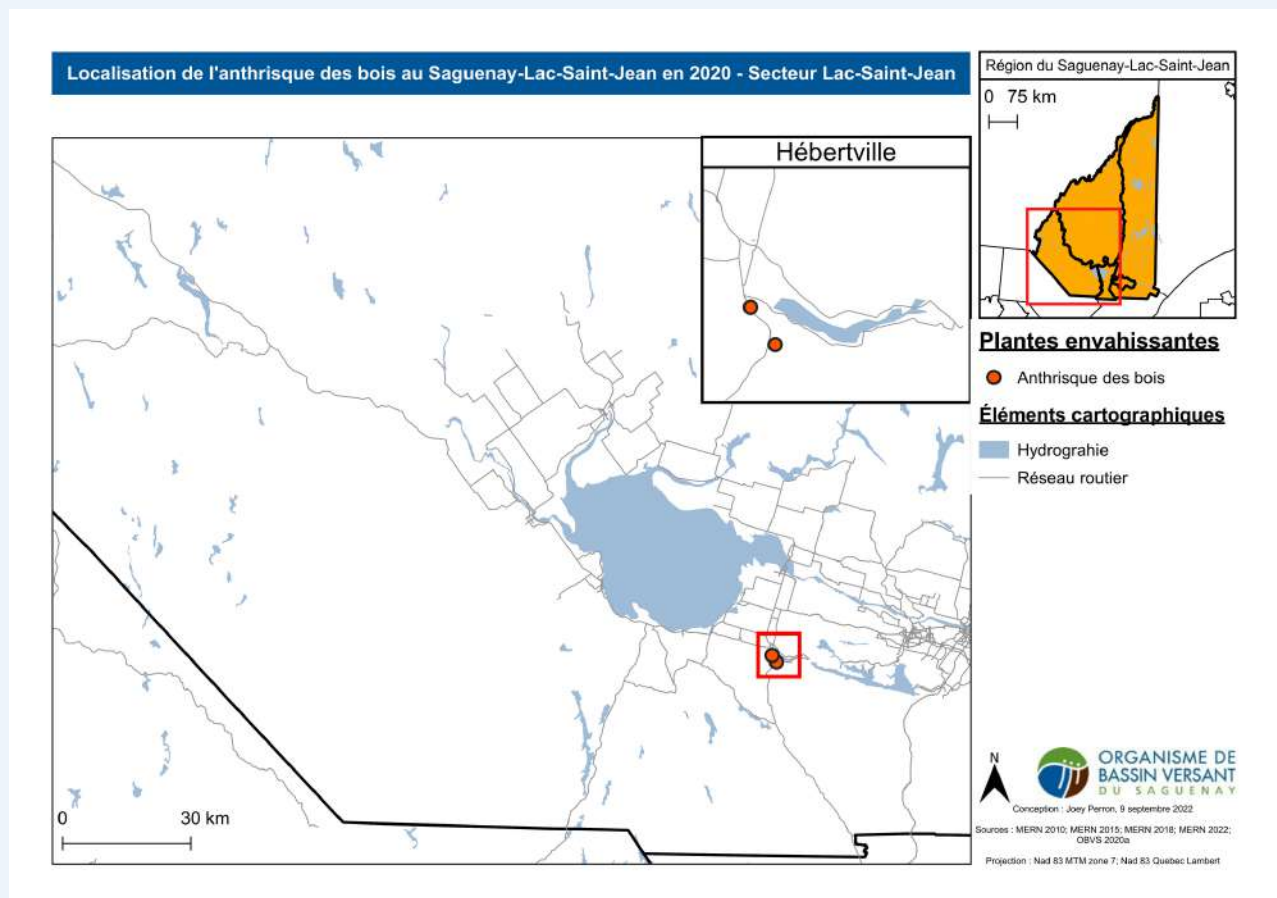 Localisation de l'anthrisque des bois au Saguenay-Lac-Saint-Jean en 2020 - Secteur Lac-Saint-Jean
Région du Saguenay-Lac-Saint-Jean
0 75 km
Hébertville
Plantes envahissantes
Anthrisque des bois
Éléments cartographiques
Hydrograhie
Réseau routier
0 30 km
N
ORGANISME DE
BASSIN VERSANT
DU SAGUENAY
Conception : Joey Perron, 9 septembre 2022
Sources : MERN 2010; MERN 2015; MERN 2018; MERN 2022;
OBVS 2020a
Projection : Nad 83 MTM zone 7; Nad 83 Quebec Lambert